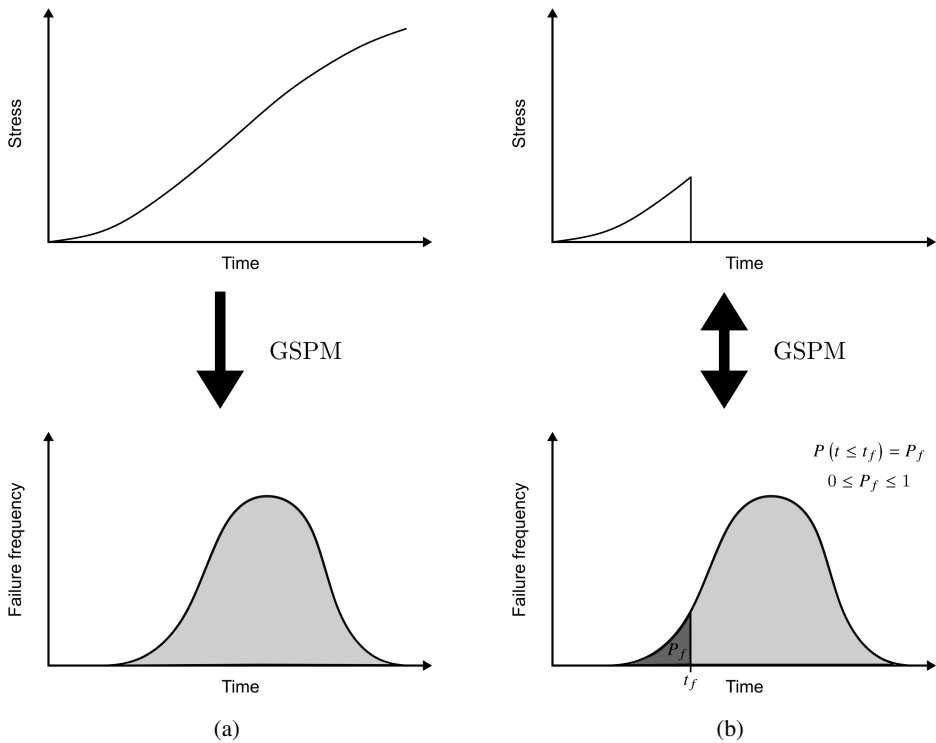 Stress
Time
GSPM
Failure frequency
Time
(a)
Stress
Time
GSPM
P (t ≤ t_f) = P_f
0 ≤ P_f ≤ 1
Failure frequency
P_f
t_f
Time
(b)